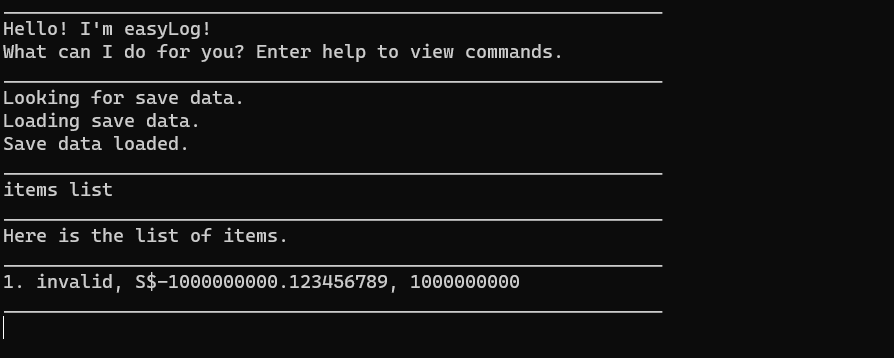 Hello! I'm easyLog!
What can I do for you? Enter help to view commands.
Looking for save data.
Loading save data.
Save data loaded.
items list
Here is the list of items.
1. invalid, S$-1000000000.123456789, 1000000000